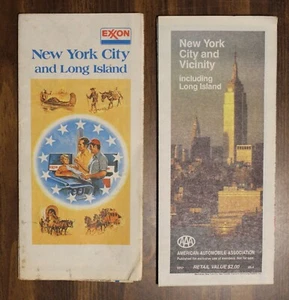 EXXON
New York City
and Long Island
New York
City and
Vicinity
including
Long Island
AAA
AMERICAN AUTOMOBILE ASSOCIATION
RETAIL VALUE $2.00